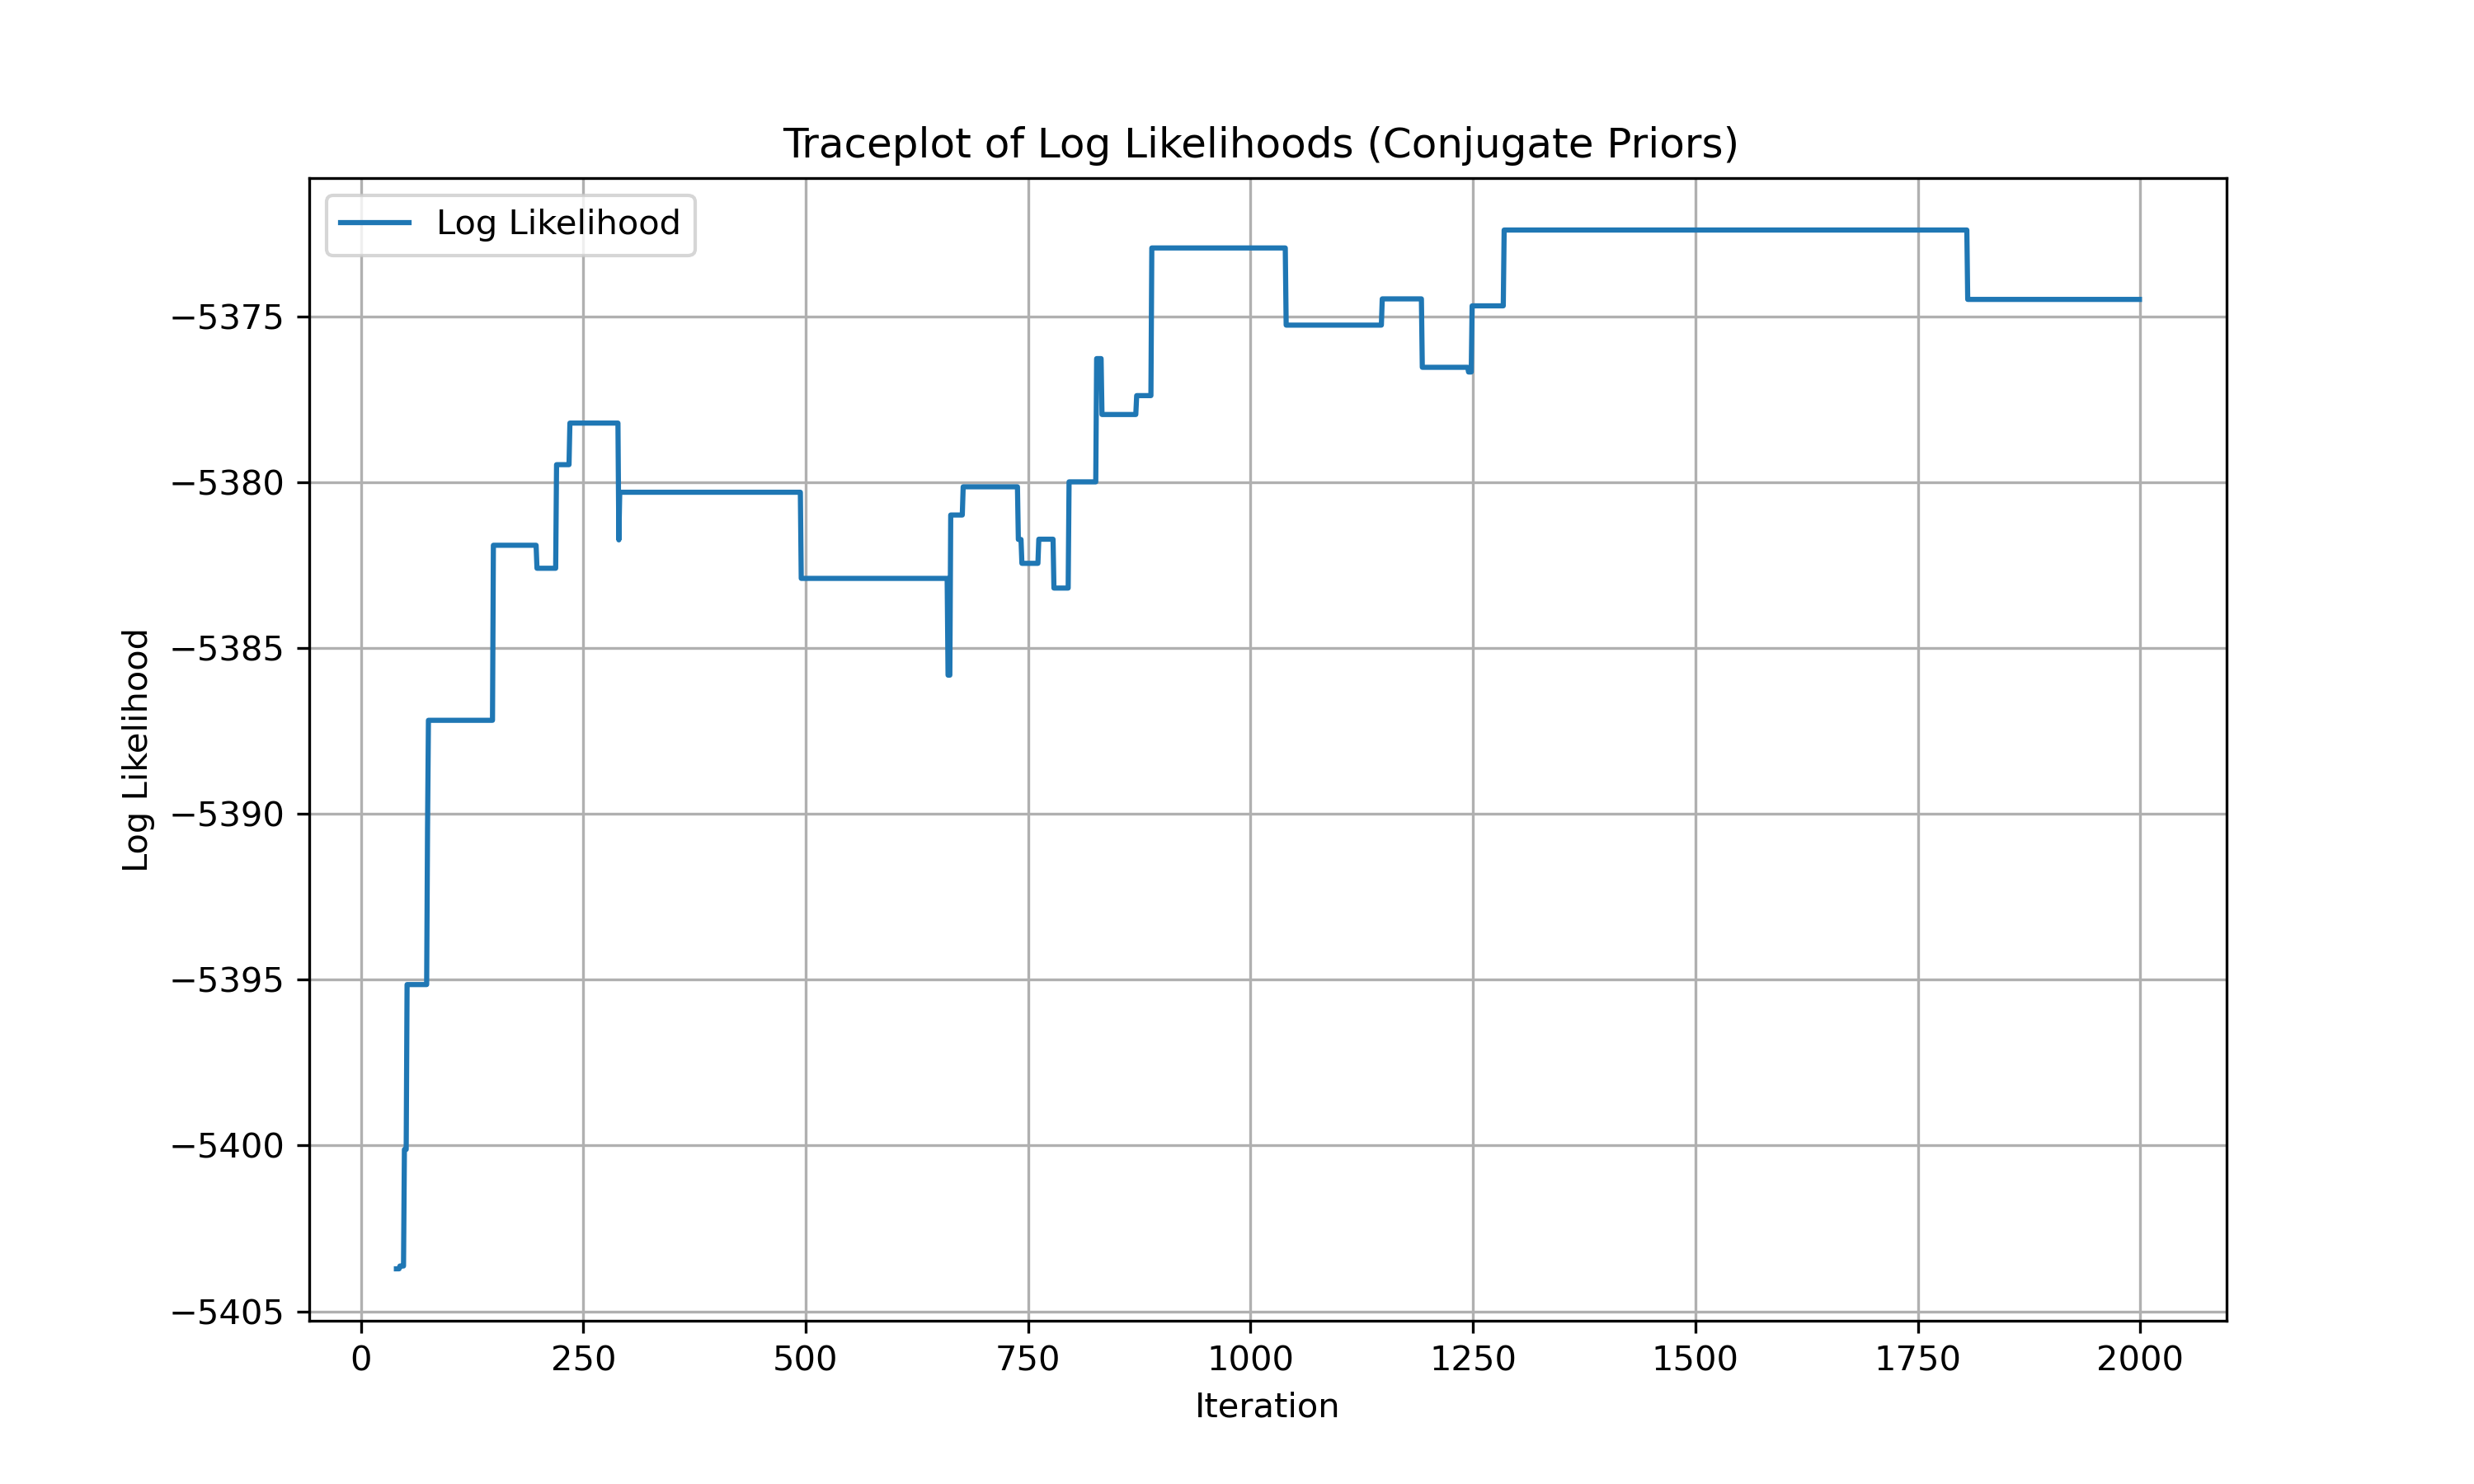 Traceplot of Log Likelihoods (Conjugate Priors)
Log Likelihood
Log Likelihood
−5375
−5380
−5385
−5390
−5395
−5400
−5405
0 250 500 750 1000 1250 1500 1750 2000
Iteration